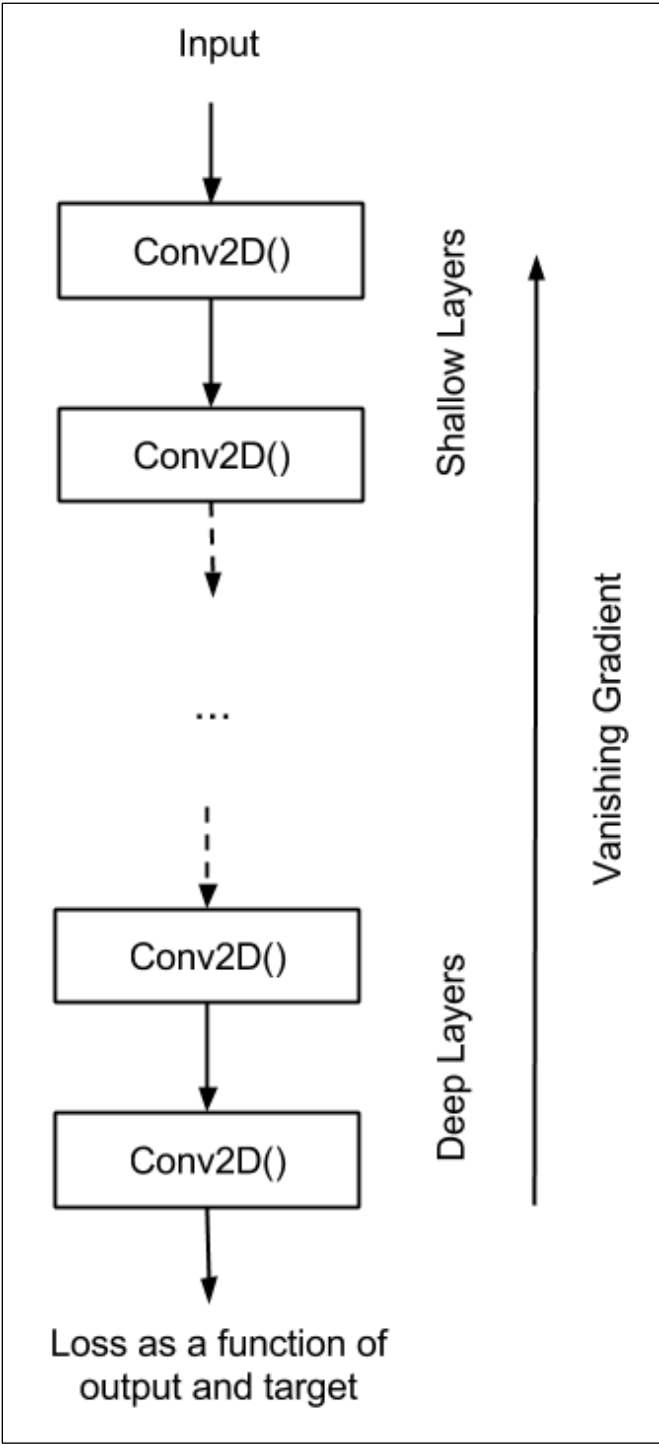 Input
Conv2D()
Shallow Layers
Conv2D()
Vanishing Gradient
...
Conv2D()
Deep Layers
Conv2D()
Loss as a function of
output and target